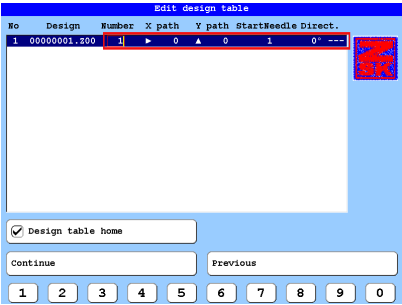 Edit design table
No Design Number X path Y path StartNeedle Direct.
1 00000001.Z00 1 ► 0 ▲ 0 1 0° ---
Design table home
Continue Previous
1 2 3 4 5 6 7 8 9 0